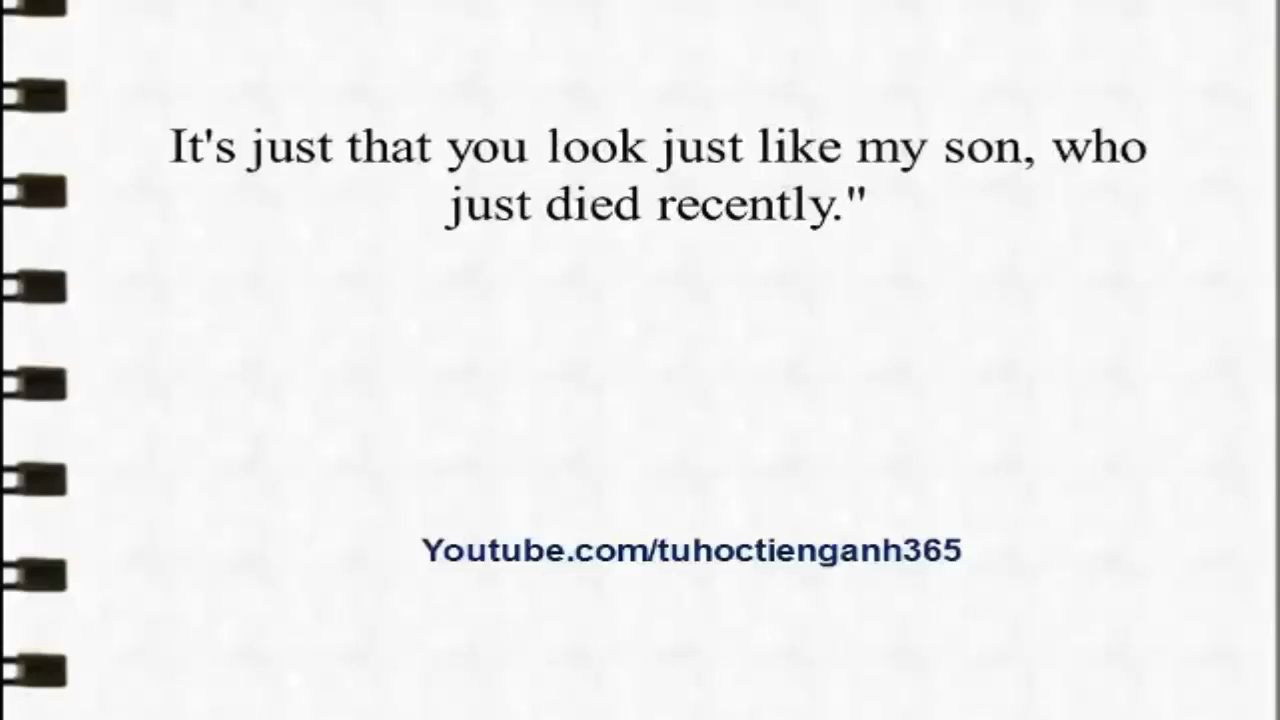 It's just that you look just like my son, who
just died recently."
Youtube.com/tuhoctienganh365